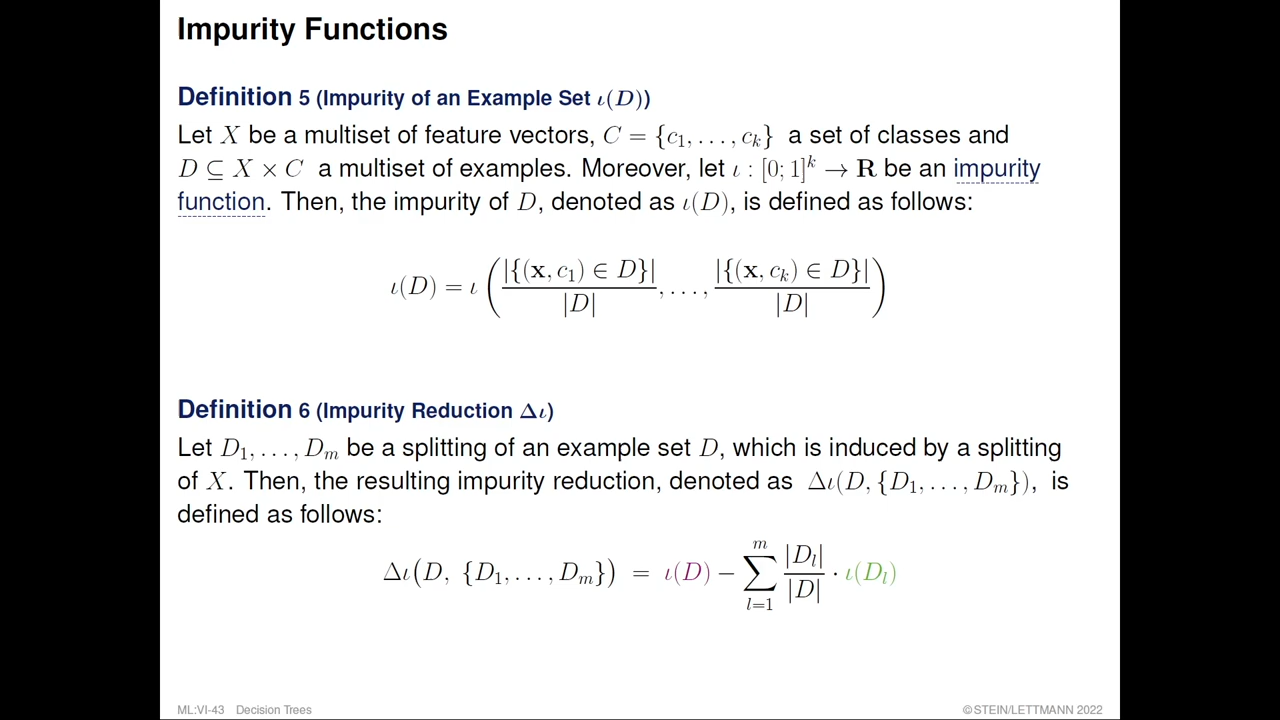 Impurity Functions
Definition 5 (Impurity of an Example Set ι(D))
Let X be a multiset of feature vectors, C = {c₁, . . . , cₖ} a set of classes and
D ⊆ X × C a multiset of examples. Moreover, let ι : [0; 1]ᵏ → R be an impurity
function. Then, the impurity of D, denoted as ι(D), is defined as follows:
ι(D) = ι ( |{(x, c₁) ∈ D}| / |D| , . . . , |{(x, cₖ) ∈ D}| / |D| )
Definition 6 (Impurity Reduction Δι)
Let D₁, . . . , Dₘ be a splitting of an example set D, which is induced by a splitting
of X. Then, the resulting impurity reduction, denoted as Δι(D, {D₁, . . . , Dₘ}), is
defined as follows:
Δι(D, {D₁, . . . , Dₘ}) = ι(D) − ∑_{l=1}^{m} |Dₗ| / |D| · ι(Dₗ)
ML:VI-43 Decision Trees
©STEIN/LETTMANN 2022